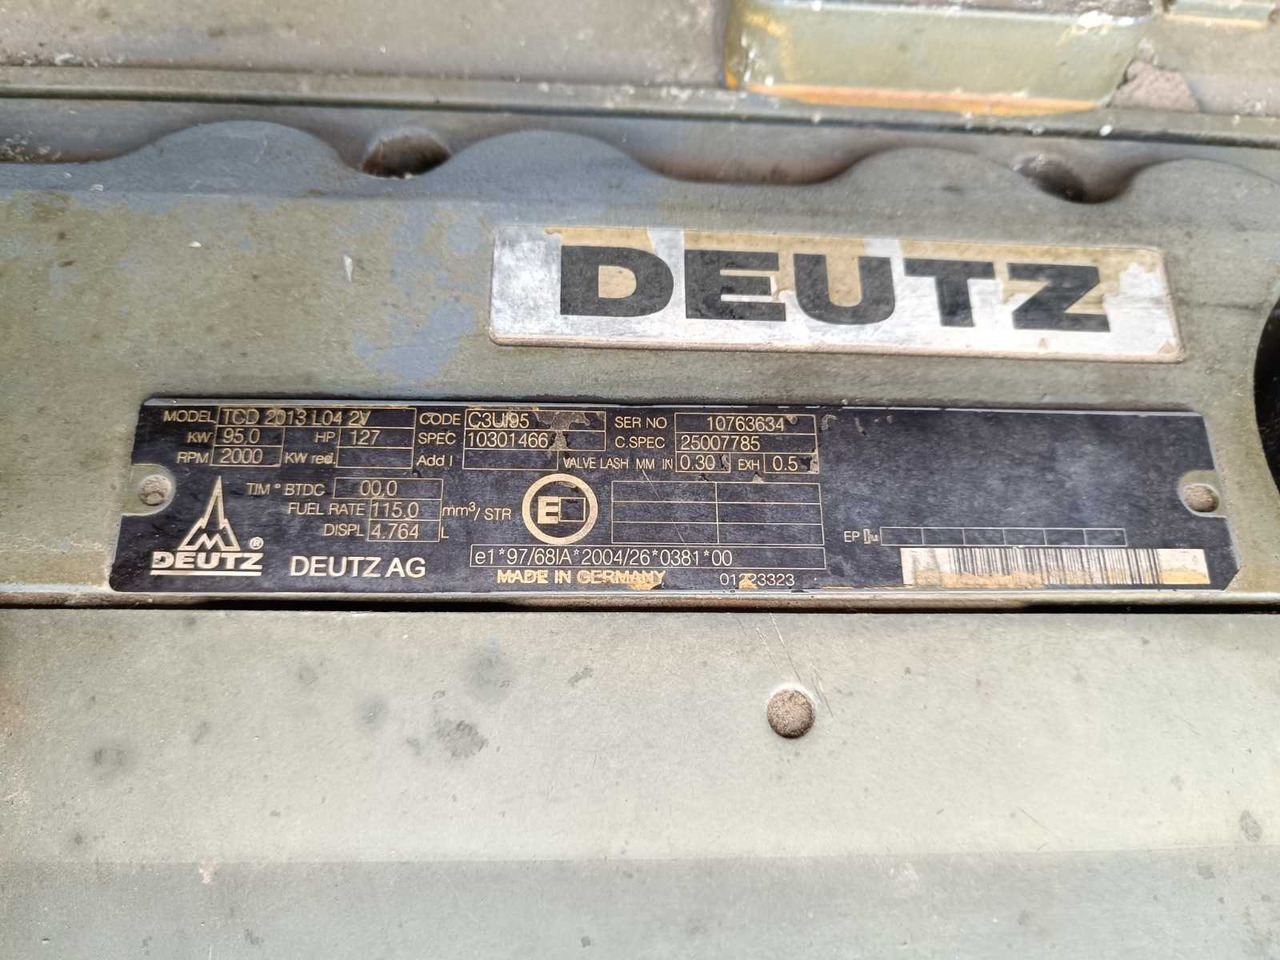 DEUTZ
MODEL TCD 2013 L04 2V CODE C3UI95 SER NO 10763634
KW 95.0 HP 127 SPEC 10301466 C.SPEC 25007785
RPM 2000 KW red. Add I VALVE LASH MM IN 0.30 EXH 0.5
TIM ° BTDC 00,0
FUEL RATE 115.0 mm³/STR E
DISPL 4.764 L EP u
DEUTZ ® DEUTZ AG e1*97/68IA*2004/26*0381*00
MADE IN GERMANY 01223323